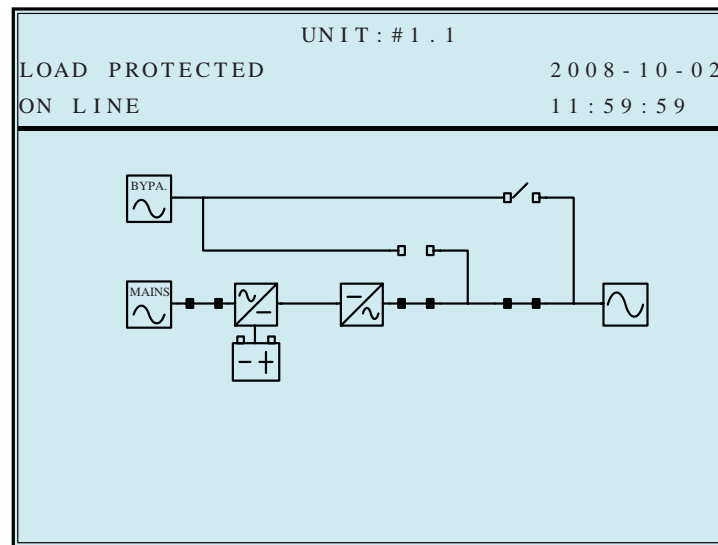 UNIT:#1.1
LOAD PROTECTED 2008-10-02
ON LINE 11:59:59
BYPA.
MAINS